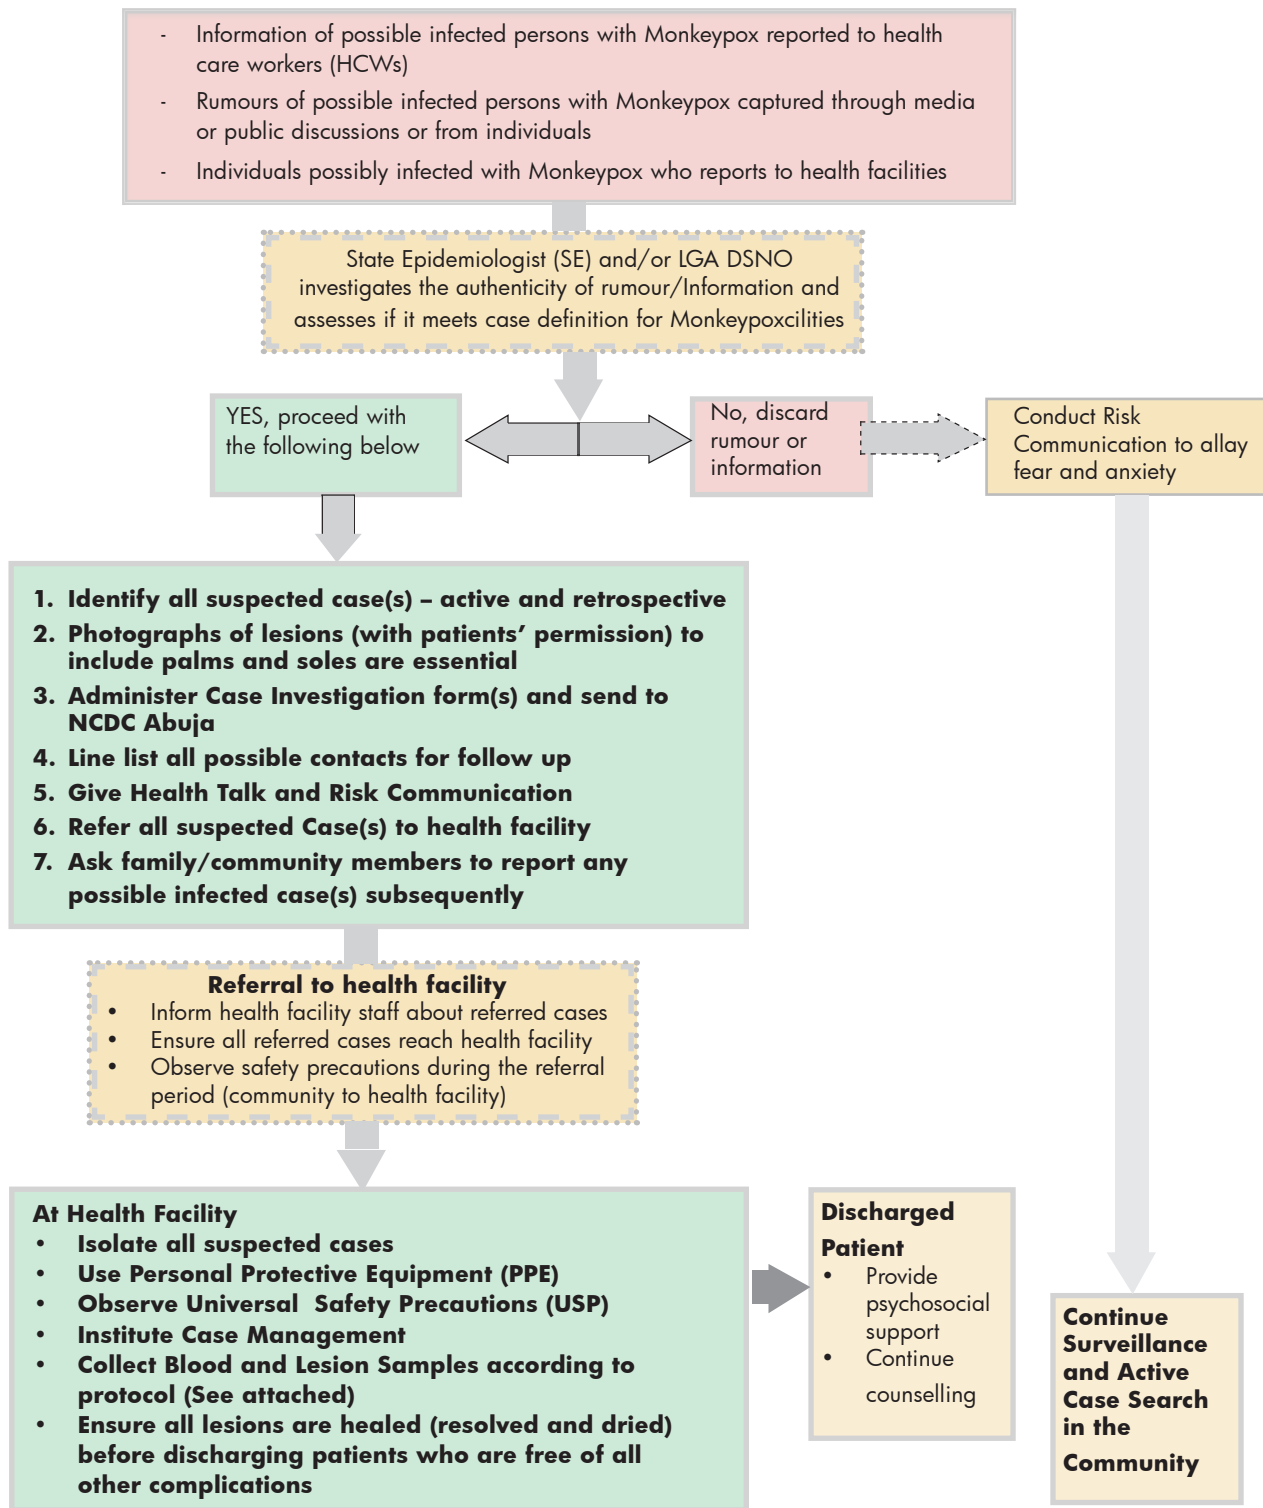 - Information of possible infected persons with Monkeypox reported to health
care workers (HCWs)
- Rumours of possible infected persons with Monkeypox captured through media
or public discussions or from individuals
- Individuals possibly infected with Monkeypox who reports to health facilities
State Epidemiologist (SE) and/or LGA DSNO
investigates the authenticity of rumour/Information and
assesses if it meets case definition for Monkeypoxcilities
YES, proceed with
the following below
No, discard
rumour or
information
Conduct Risk
Communication to allay
fear and anxiety
1. Identify all suspected case(s) – active and retrospective
2. Photographs of lesions (with patients’ permission) to
include palms and soles are essential
3. Administer Case Investigation form(s) and send to
NCDC Abuja
4. Line list all possible contacts for follow up
5. Give Health Talk and Risk Communication
6. Refer all suspected Case(s) to health facility
7. Ask family/community members to report any
possible infected case(s) subsequently
Referral to health facility
• Inform health facility staff about referred cases
• Ensure all referred cases reach health facility
• Observe safety precautions during the referral
period (community to health facility)
At Health Facility
• Isolate all suspected cases
• Use Personal Protective Equipment (PPE)
• Observe Universal Safety Precautions (USP)
• Institute Case Management
• Collect Blood and Lesion Samples according to
protocol (See attached)
• Ensure all lesions are healed (resolved and dried)
before discharging patients who are free of all
other complications
Discharged
Patient
• Provide
psychosocial
support
• Continue
counselling
Continue
Surveillance
and Active
Case Search
in the
Community